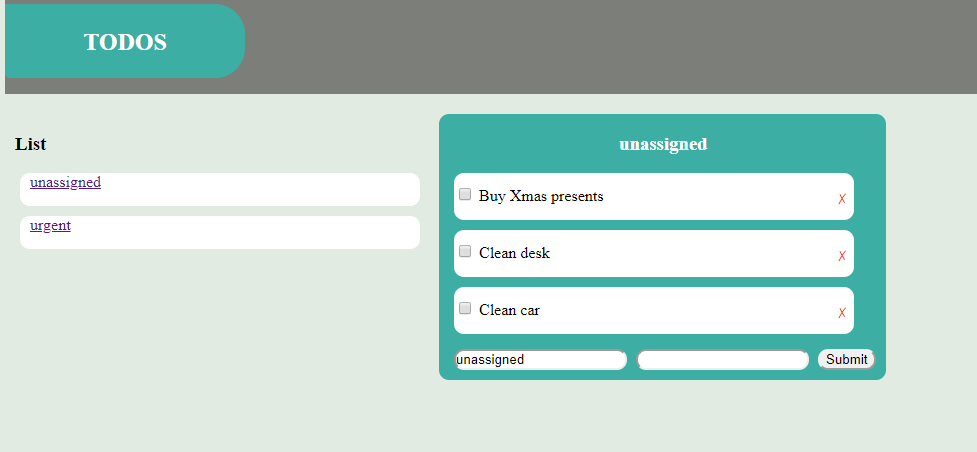 TODOS
List
unassigned
urgent
unassigned
Buy Xmas presents
✗
Clean desk
✗
Clean car
✗
unassigned
Submit